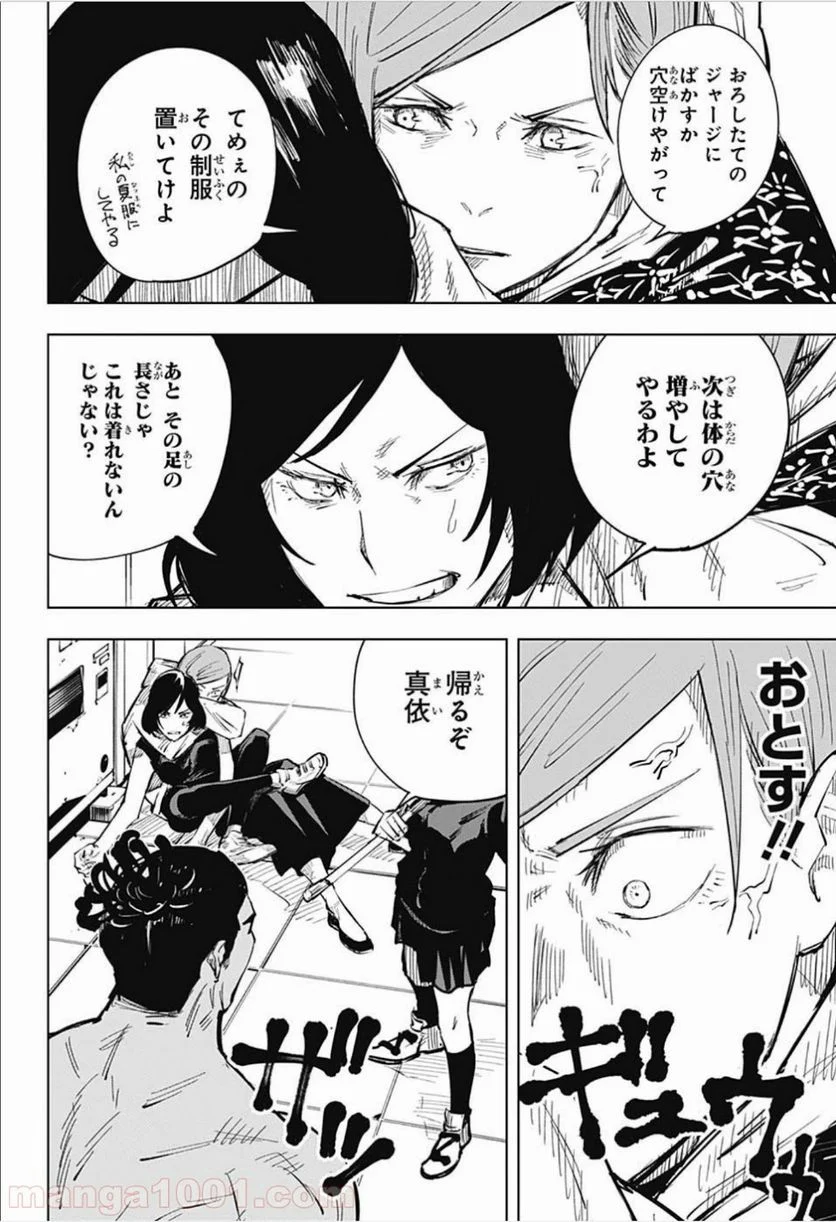 おろしたての
ジャージに
ばかすか
穴空けやがって
てめぇの
その制服
置いてけよ
私の夏服に
してやる
次は体の穴
増やして
やるわよ
あと その足の
長さじゃ
これは着れないん
じゃない?
おとす!!
ギュウゥゥ
帰るぞ
真依
ザザッ
manga1001.com